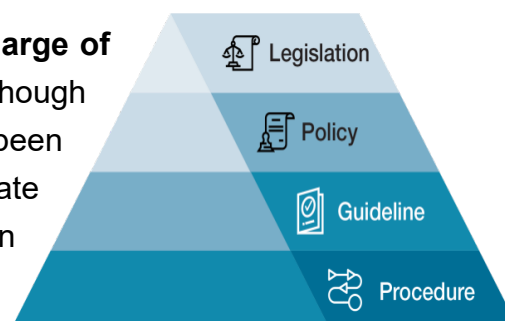 arge of
hough
been
ate
n
Legislation
Policy
Guideline
Procedure